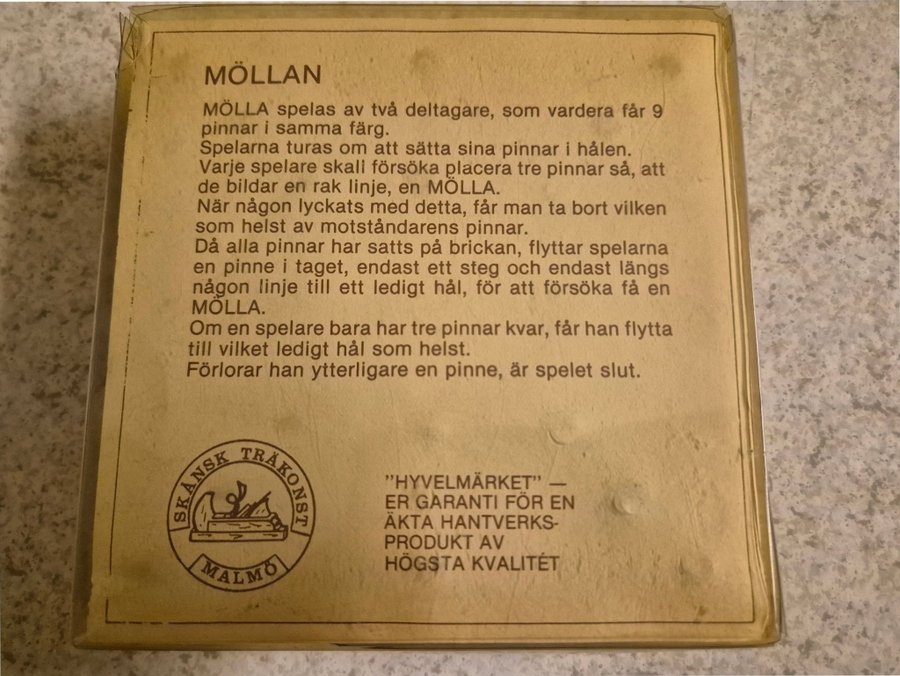 MÖLLAN
MÖLLA spelas av två deltagare, som vardera får 9
pinnar i samma färg.
Spelarna turas om att sätta sina pinnar i hålen.
Varje spelare skall försöka placera tre pinnar så, att
de bildar en rak linje, en MÖLLA.
När någon lyckats med detta, får man ta bort vilken
som helst av motståndarens pinnar.
Då alla pinnar har satts på brickan, flyttar spelarna
en pinne i taget, endast ett steg och endast längs
någon linje till ett ledigt hål, för att försöka få en
MÖLLA.
Om en spelare bara har tre pinnar kvar, får han flytta
till vilket ledigt hål som helst.
Förlorar han ytterligare en pinne, är spelet slut.
SKÅNSK TRÄKONST
MALMÖ
"HYVELMÄRKET" —
ER GARANTI FÖR EN
ÄKTA HANTVERKS-
PRODUKT AV
HÖGSTA KVALITÉT